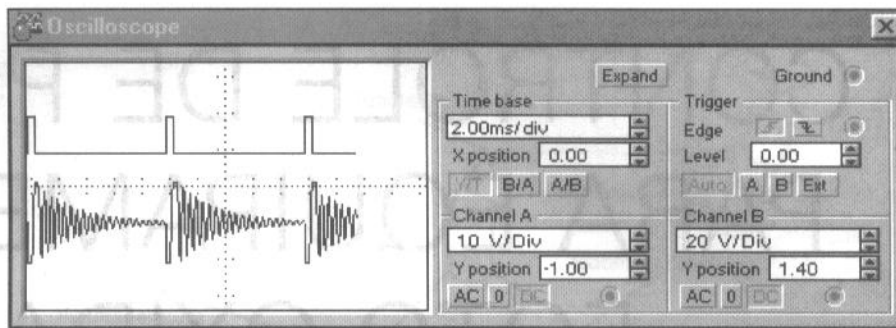 Oscilloscope
Expand
Ground
Time base
2.00ms/div
X position 0.00
Y/T B/A A/B
Trigger
Edge
Level 0.00
Auto A B Ext
Channel A
10 V/Div
Y position -1.00
AC 0 DC
Channel B
20 V/Div
Y position 1.40
AC 0 DC